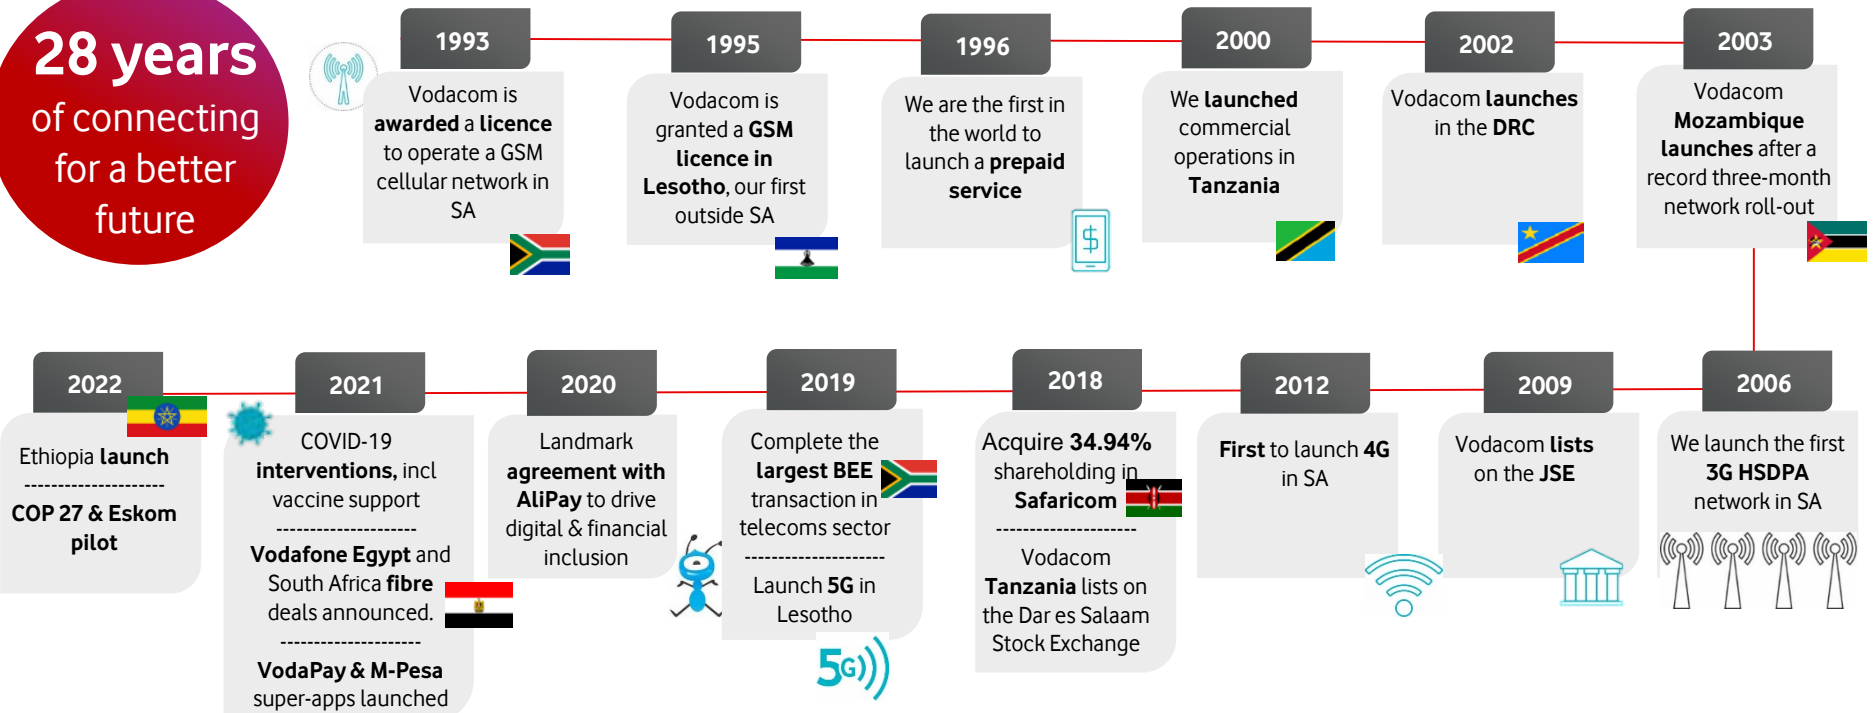 28 years
of connecting
for a better
future
1993
Vodacom is
awarded a licence
to operate a GSM
cellular network in
SA
1995
Vodacom is
granted a GSM
licence in
Lesotho, our first
outside SA
1996
We are the first in
the world to
launch a prepaid
service
$
2000
We launched
commercial
operations in
Tanzania
2002
Vodacom launches
in the DRC
2003
Vodacom
Mozambique
launches after a
record three-month
network roll-out
2022
Ethiopia launch
---------------------
COP 27 & Eskom
pilot
2021
COVID-19
interventions, incl
vaccine support
---------------------
Vodafone Egypt and
South Africa fibre
deals announced.
---------------------
VodaPay & M-Pesa
super-apps launched
2020
Landmark
agreement with
AliPay to drive
digital & financial
inclusion
2019
Complete the
largest BEE
transaction in
telecoms sector
---------------------
Launch 5G in
Lesotho
5G
2018
Acquire 34.94%
shareholding in
Safaricom
---------------------
Vodacom
Tanzania lists on
the Dar es Salaam
Stock Exchange
2012
First to launch 4G
in SA
2009
Vodacom lists
on the JSE
2006
We launch the first
3G HSDPA
network in SA